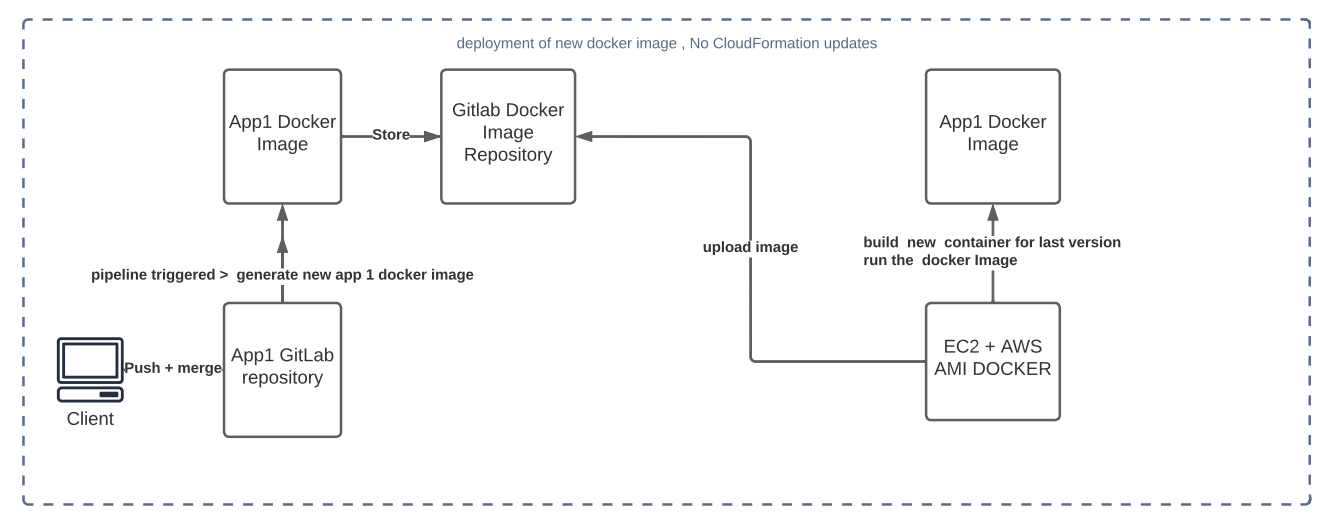 deployment of new docker image , No CloudFormation updates
App1 Docker
Image
Store
Gitlab Docker
Image
Repository
App1 Docker
Image
upload image
build new container for last version
run the docker Image
pipeline triggered > generate new app 1 docker image
Push + merge
Client
App1 GitLab
repository
EC2 + AWS
AMI DOCKER